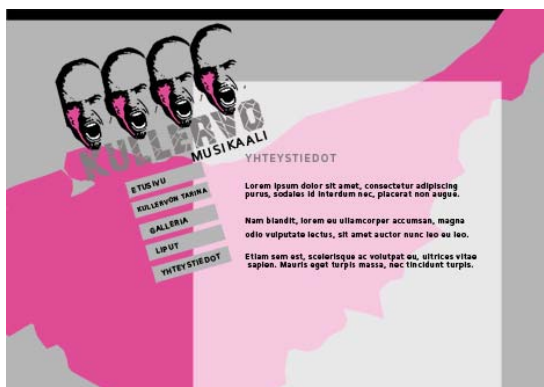 KULLERVO
MUSIKAALI
ETUSIVU
KULLERVON TARINA
GALLERIA
LIPUT
YHTEYSTIEDOT
YHTEYSTIEDOT
Lorem ipsum dolor sit amet, consectetur adipiscing
purus, sodales id interdum nec, placerat non augue.
Nam blandit, lorem eu ullamcorper accumsan, magna
odio vulputate lectus, sit amet auctor nunc leo eu leo.
Etiam sem est, scelerisque ac volutpat eu, ultrices vitae
sapien. Mauris eget turpis massa, nec tincidunt turpis.